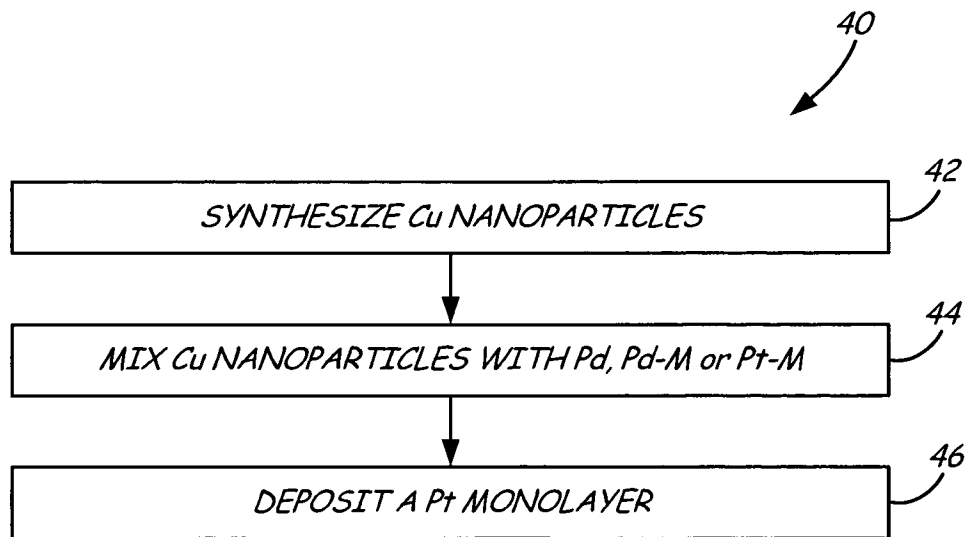 40
42
SYNTHESIZE Cu NANOPARTICLES
44
MIX Cu NANOPARTICLES WITH Pd, Pd-M or Pt-M
46
DEPOSIT A Pt MONOLAYER